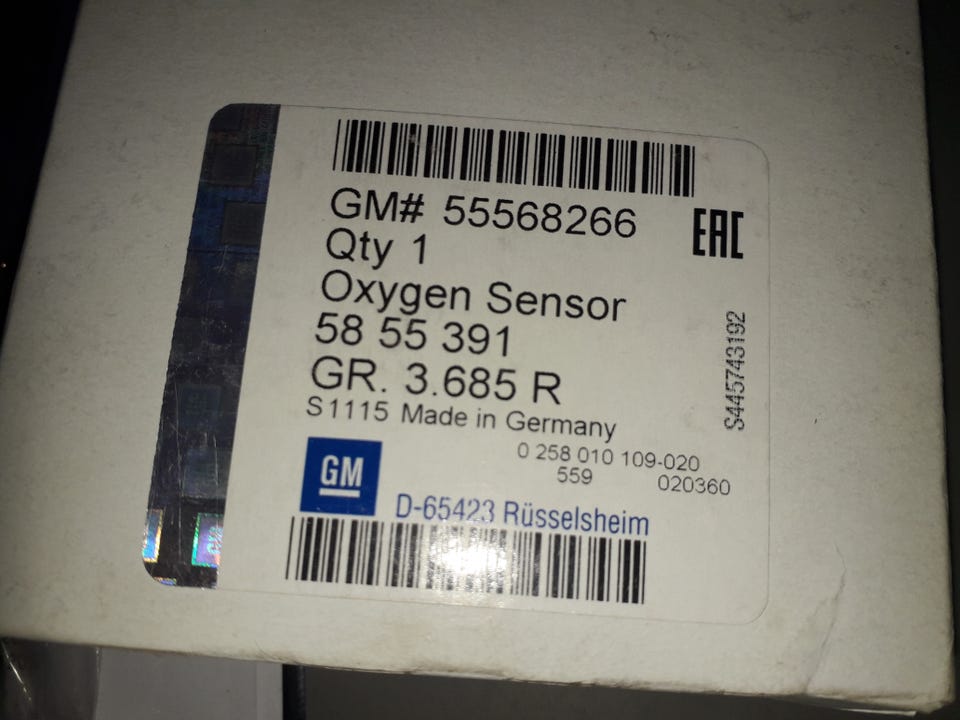 GM# 55568266
EAC
Qty 1
Oxygen Sensor
58 55 391
GR. 3.685 R
S1115 Made in Germany
S445743192
0 258 010 109-020
559 020360
GM
D-65423 Rüsselsheim